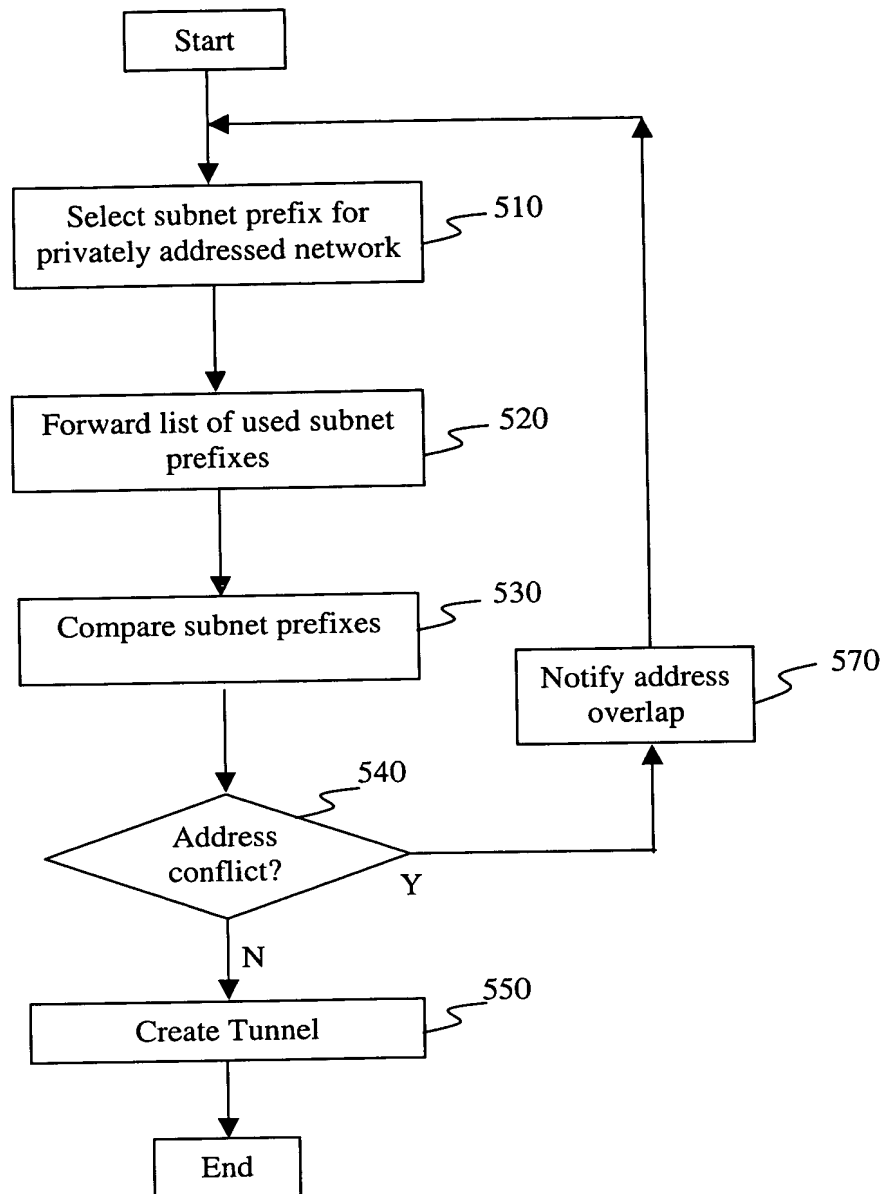 Start
Select subnet prefix for
privately addressed network
510
Forward list of used subnet
prefixes
520
Compare subnet prefixes
530
Notify address
overlap
570
540
Address
conflict?
Y
N
Create Tunnel
550
End